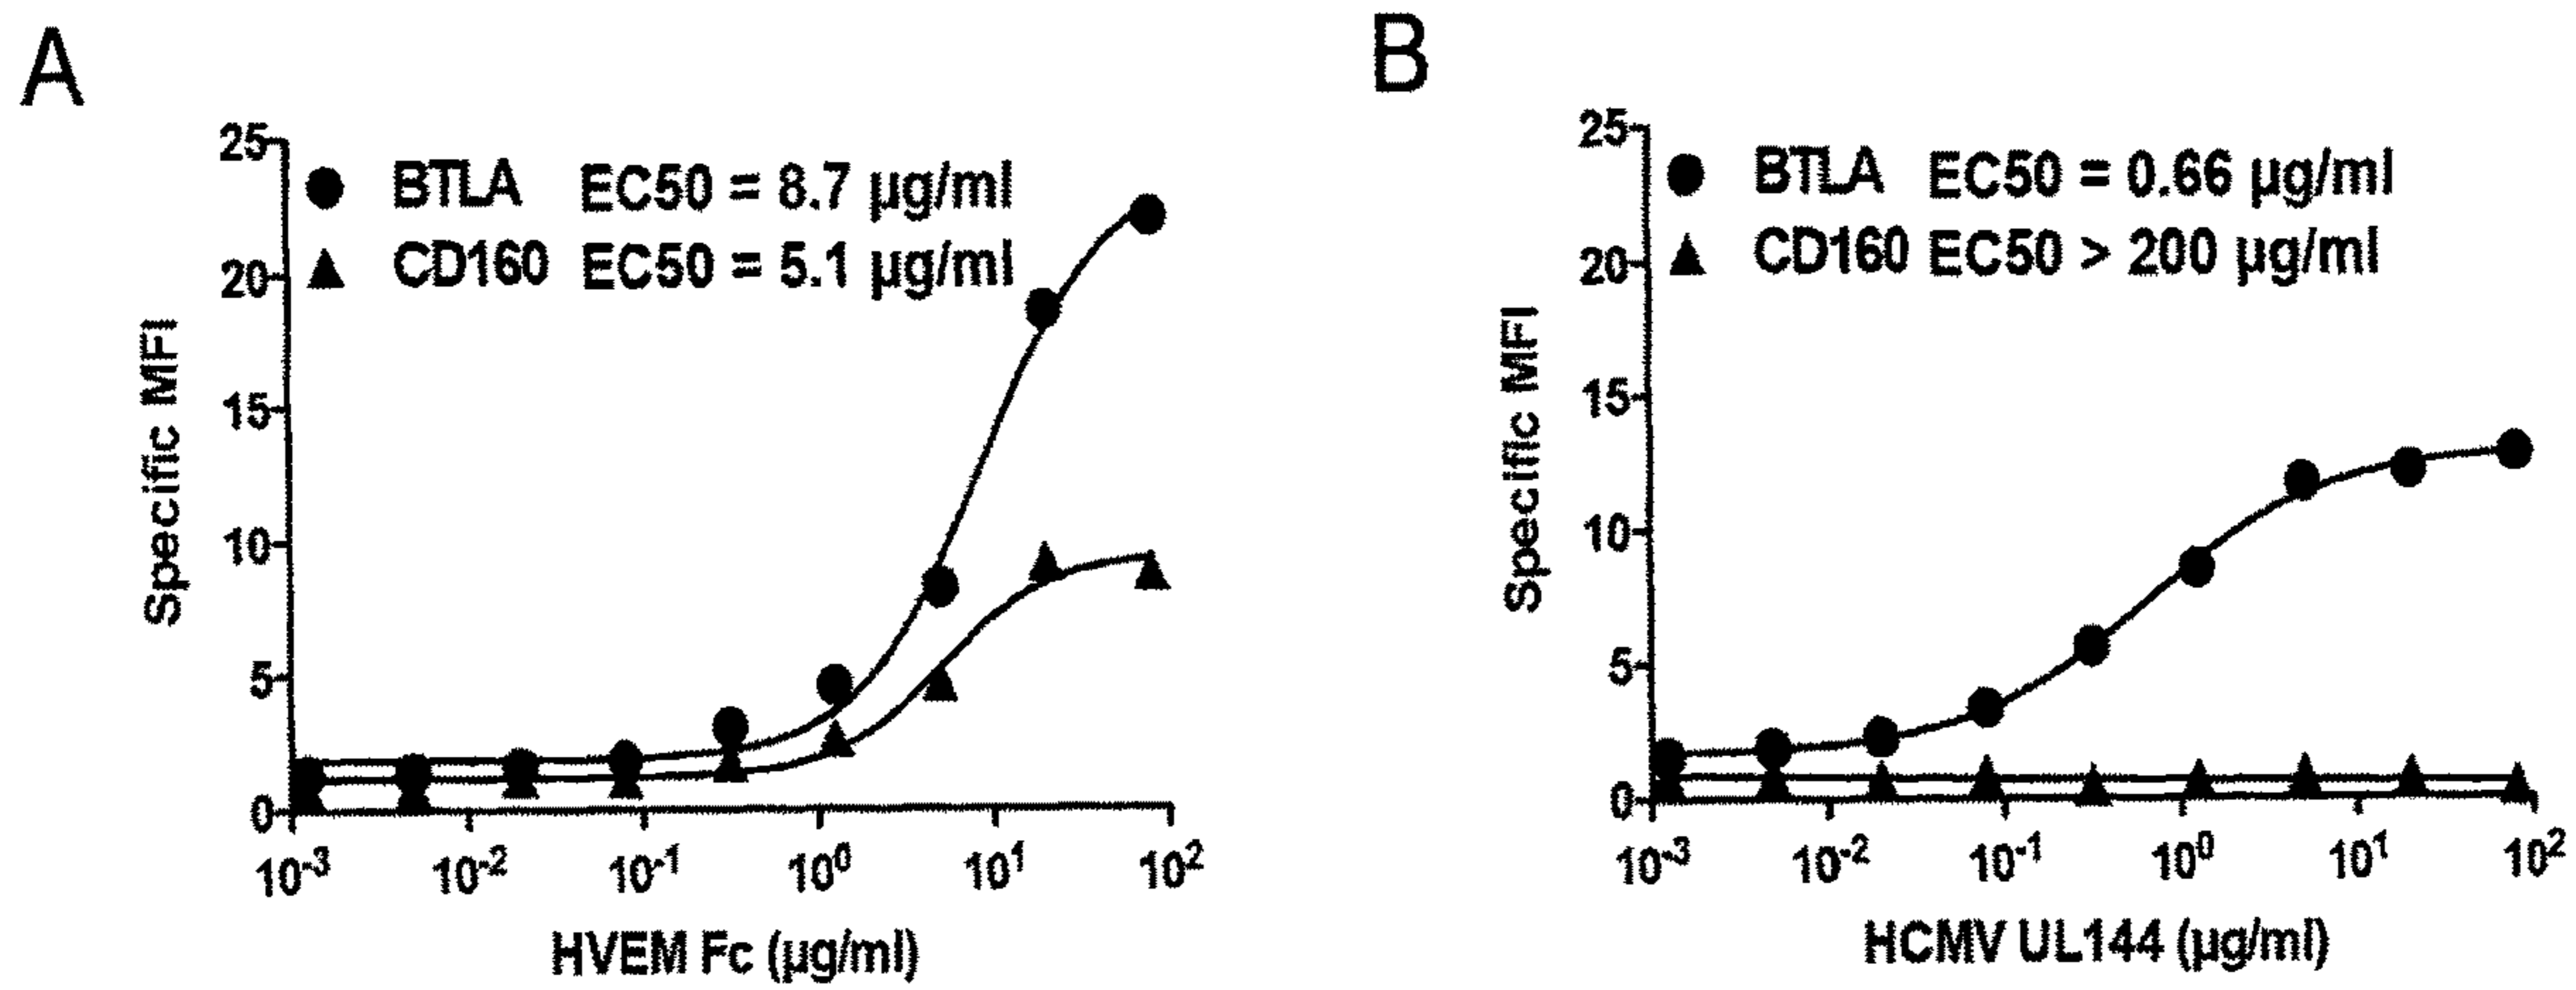 A
25
20
15
10
5
0
Specific MFI
BTLA EC50 = 8.7 µg/ml
CD160 EC50 = 5.1 µg/ml
10-3 10-2 10-1 100 101 102
HVEM Fc (µg/ml)
B
25
20
15
10
5
0
Specific MFI
BTLA EC50 = 0.66 µg/ml
CD160 EC50 > 200 µg/ml
10-3 10-2 10-1 100 101 102
HCMV UL144 (µg/ml)